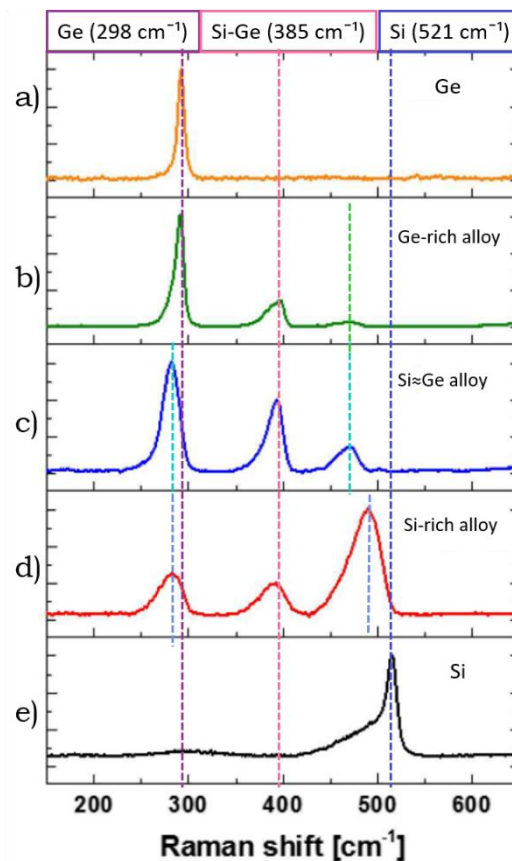 Ge (298 cm⁻¹) Si-Ge (385 cm⁻¹) Si (521 cm⁻¹)
a) Ge
b) Ge-rich alloy
c) Si≈Ge alloy
d) Si-rich alloy
e) Si
200 300 400 500 600
Raman shift [cm⁻¹]